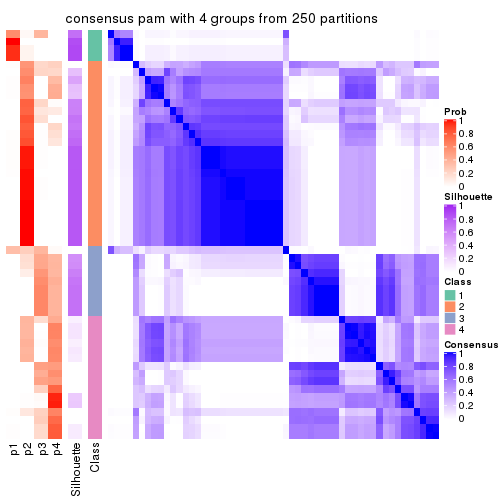 consensus pam with 4 groups from 250 partitions
p1
p2
p3
p4
Silhouette
Class
Prob
1
0.8
0.6
0.4
0.2
0
Silhouette
1
0.8
0.6
0.4
0.2
0
Class
1
2
3
4
Consensus
1
0.8
0.6
0.4
0.2
0